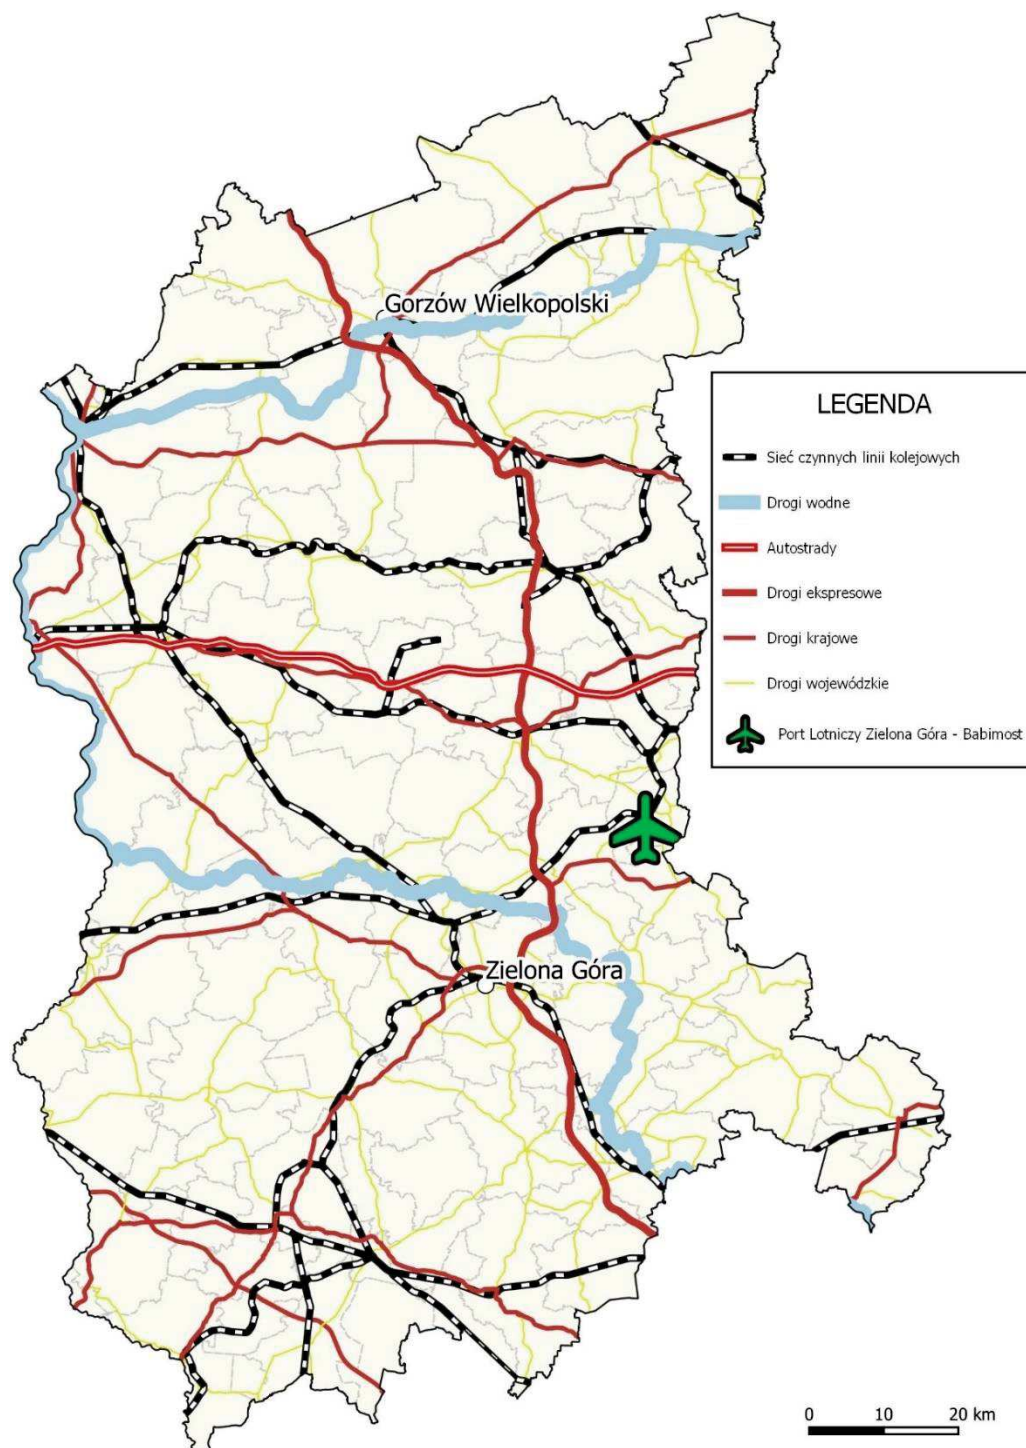 Gorzów Wielkopolski
LEGENDA
Sieć czynnych linii kolejowych
Drogi wodne
Autostrady
Drogi ekspresowe
Drogi krajowe
Drogi wojewódzkie
Port Lotniczy Zielona Góra - Babimost
Zielona Góra
0 10 20 km